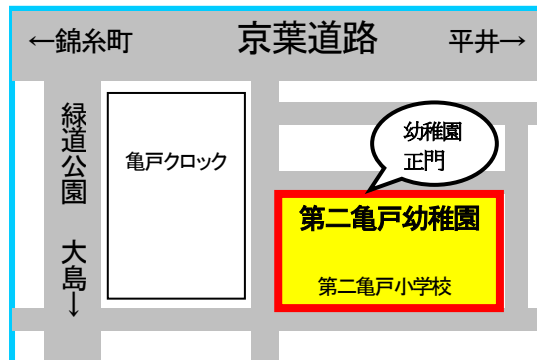 ←錦糸町
京葉道路
平井→
緑道公園
大島→
亀戸クロック
幼稚園
正門
第二亀戸幼稚園
第二亀戸小学校